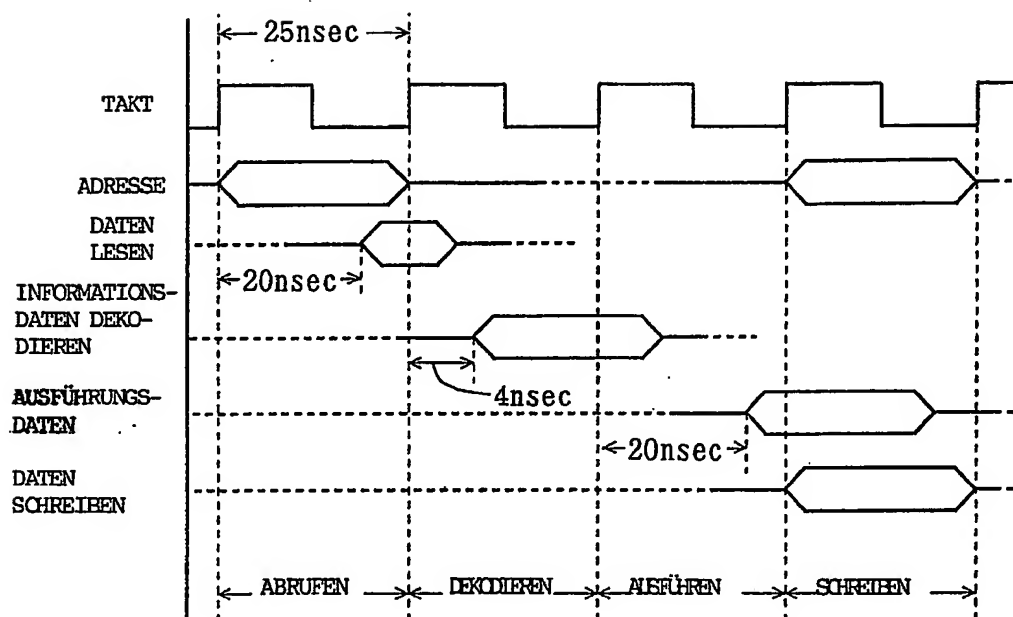 25nsec
TAKT
ADRESSE
DATEN
LESEN
20nsec
INFORMATIONS-
DATEN DEKO-
DIEREN
4nsec
AUSFÜHRUNGS-
DATEN
20nsec
DATEN
SCHREIBEN
ABRUFEN DEKODIEREN AUSFÜHREN SCHREIBEN